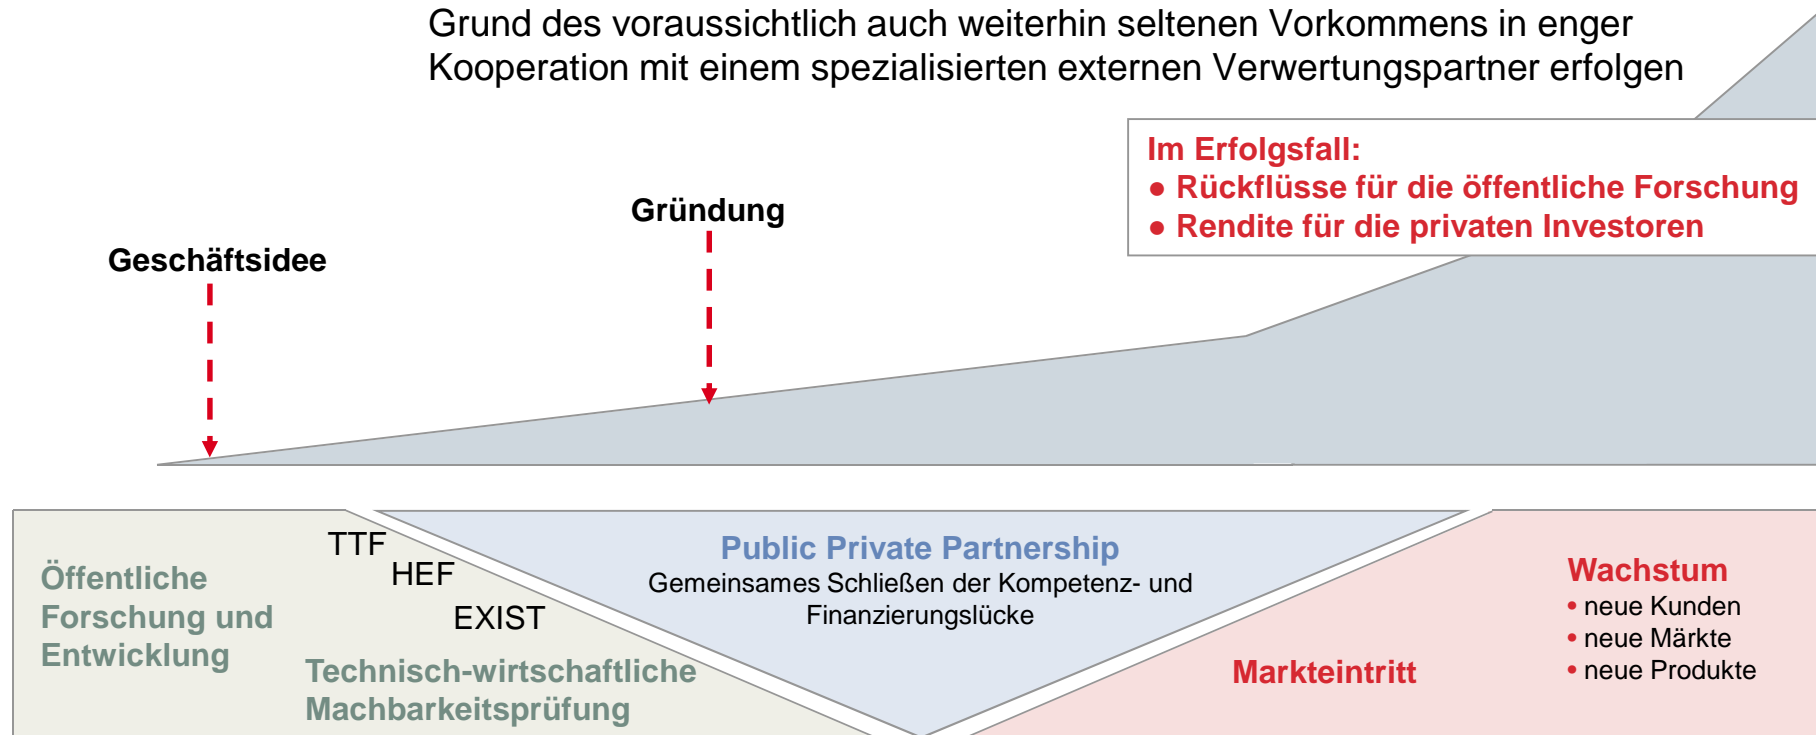 Grund des voraussichtlich auch weiterhin seltenen Vorkommens in enger
Kooperation mit einem spezialisierten externen Verwertungspartner erfolgen
Im Erfolgsfall:
● Rückflüsse für die öffentliche Forschung
● Rendite für die privaten Investoren
Gründung
Geschäftsidee
TTF
HEF
EXIST
Öffentliche
Forschung und
Entwicklung
Technisch-wirtschaftliche
Machbarkeitsprüfung
Public Private Partnership
Gemeinsames Schließen der Kompetenz- und
Finanzierungslücke
Markteintritt
Wachstum
• neue Kunden
• neue Märkte
• neue Produkte